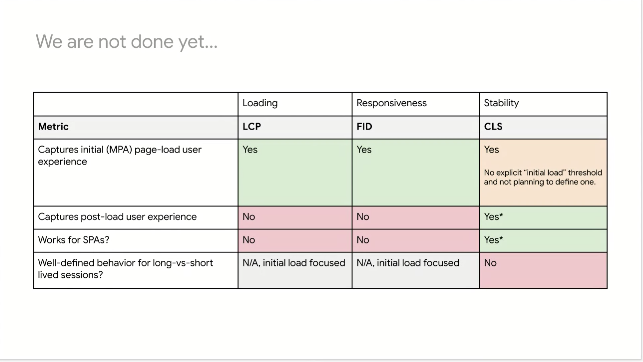 We are not done yet...
Loading Responsiveness Stability
Metric LCP FID CLS
Captures initial (MPA) page-load user Yes Yes Yes
experience
No explicit "initial load" threshold
and not planning to define one.
Captures post-load user experience No No Yes*
Works for SPAs? No No Yes*
Well-defined behavior for long-vs-short N/A, initial load focused N/A, initial load focused No
lived sessions?